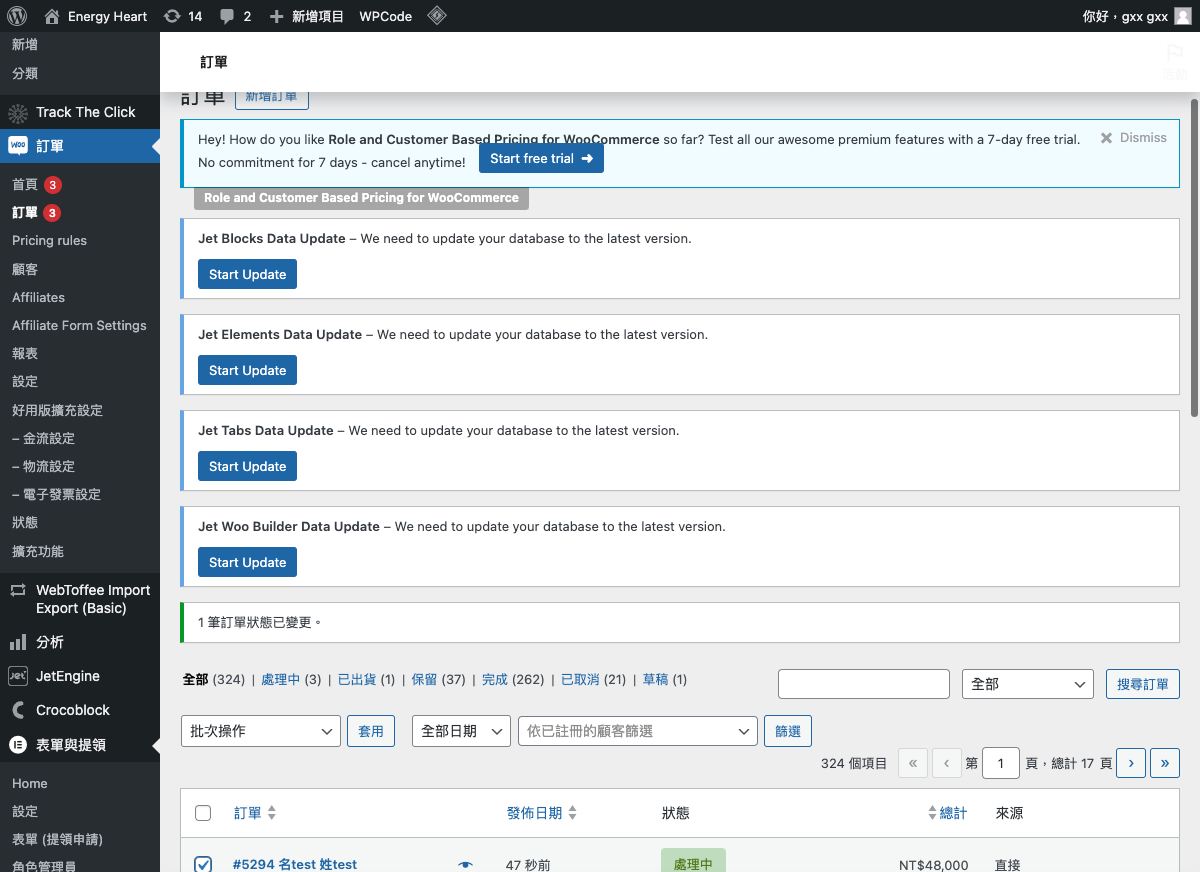 Energy Heart 14 2 新增項目 WPCode 你好，gxx gxx
新增
分類
Track The Click
訂單
首頁 3
訂單 3
Pricing rules
顧客
Affiliates
Affiliate Form Settings
報表
設定
好用版擴充設定
– 金流設定
– 物流設定
– 電子發票設定
狀態
擴充功能
WebToffee Import
Export (Basic)
分析
JetEngine
Crocoblock
表單與提領
Home
設定
表單 (提領申請)
角色管理員
訂單
活動
訂單 新增訂單
Hey! How do you like Role and Customer Based Pricing for WooCommerce so far? Test all our awesome premium features with a 7-day free trial.
No commitment for 7 days - cancel anytime! Start free trial ➜
Dismiss
Role and Customer Based Pricing for WooCommerce
Jet Blocks Data Update – We need to update your database to the latest version.
Start Update
Jet Elements Data Update – We need to update your database to the latest version.
Start Update
Jet Tabs Data Update – We need to update your database to the latest version.
Start Update
Jet Woo Builder Data Update – We need to update your database to the latest version.
Start Update
1 筆訂單狀態已變更。
全部 (324) | 處理中 (3) | 已出貨 (1) | 保留 (37) | 完成 (262) | 已取消 (21) | 草稿 (1)
全部 搜尋訂單
批次操作 套用 全部日期 依已註冊的顧客篩選 篩選
324 個項目 « ‹ 第 1 頁，總計 17 頁 › »
訂單 發佈日期 狀態 總計 來源
#5294 名test 姓test 47 秒前 處理中 NT$48,000 直接